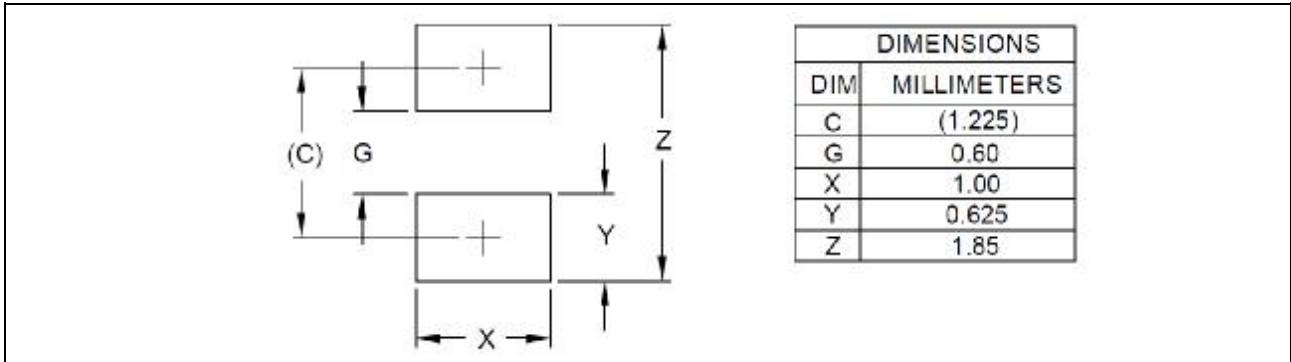 (C)
G
Z
Y
X
DIMENSIONS
DIM MILLIMETERS
C (1.225)
G 0.60
X 1.00
Y 0.625
Z 1.85